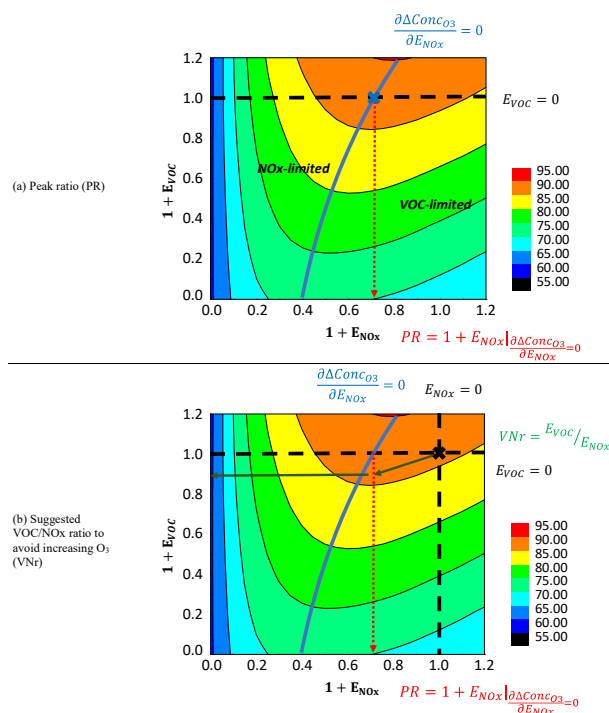 ∂ΔConc_O3 / ∂E_NOx = 0
1.2
1.0
0.8
0.6
0.4
0.2
0.0
1 + E_VOC
(a) Peak ratio (PR)
NOx-limited
VOC-limited
E_VOC = 0
95.00
90.00
85.00
80.00
75.00
70.00
65.00
60.00
55.00
0.0 0.2 0.4 0.6 0.8 1.0 1.2
1 + E_NOx
PR = 1 + E_NOx|_∂ΔConc_O3/∂E_NOx=0
∂ΔConc_O3 / ∂E_NOx = 0
E_NOx = 0
VNr = E_VOC/E_NOx
E_VOC = 0
1.2
1.0
0.8
0.6
0.4
0.2
0.0
1 + E_VOC
(b) Suggested
VOC/NOx ratio to
avoid increasing O3
(VNr)
95.00
90.00
85.00
80.00
75.00
70.00
65.00
60.00
55.00
0.0 0.2 0.4 0.6 0.8 1.0 1.2
1 + E_NOx
PR = 1 + E_NOx|_∂ΔConc_O3/∂E_NOx=0